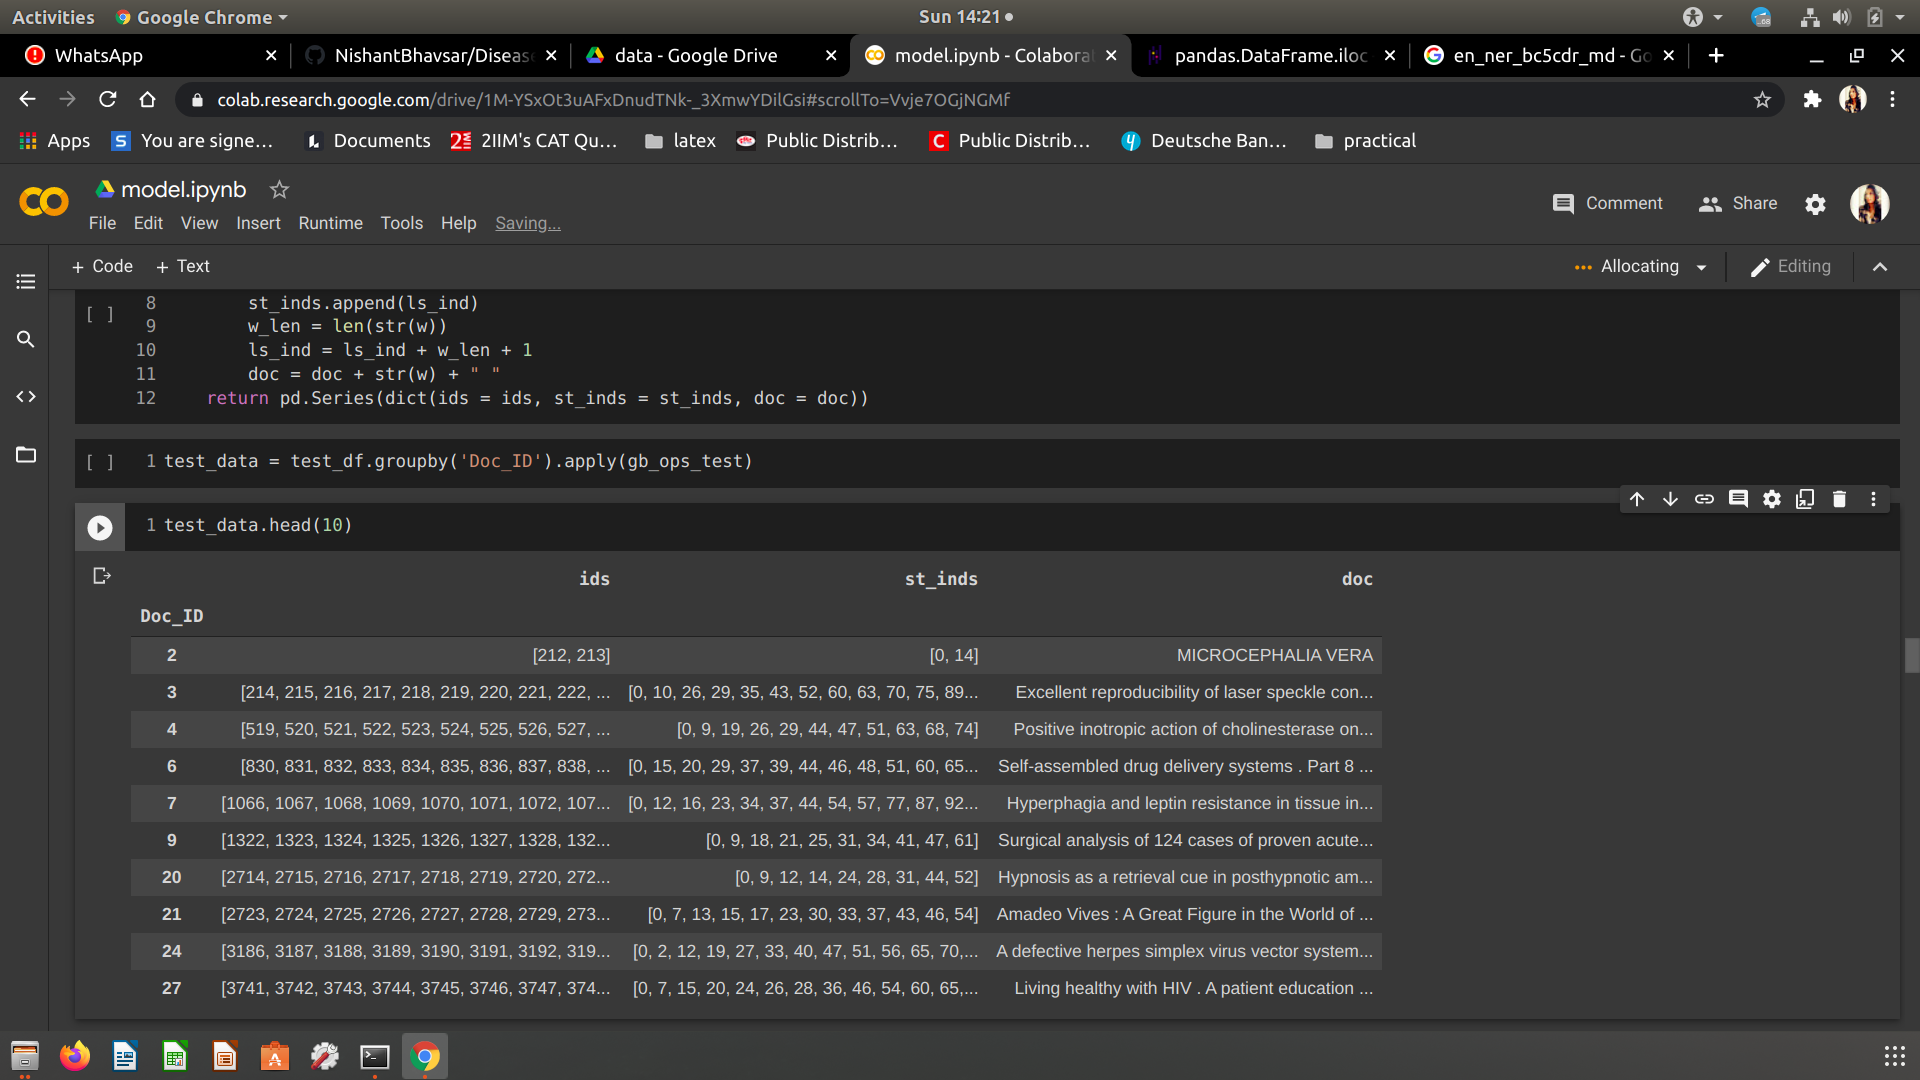 Activities Google Chrome Sun 14:21
WhatsApp NishantBhavsar/Diseas data - Google Drive model.ipynb - Colabora pandas.DataFrame.iloc en_ner_bc5cdr_md - Go
colab.research.google.com/drive/1M-YSxOt3uAFxDnudTNk-_3XmwYDilGsi#scrollTo=Vvje7OGjNGMf
Apps You are signe... Documents 2IIM's CAT Qu... latex Public Distrib... Public Distrib... Deutsche Ban... practical
model.ipynb
Comment Share
File Edit View Insert Runtime Tools Help Saving...
+ Code + Text Allocating Editing
[ ] 8 st_inds.append(ls_ind)
9 w_len = len(str(w))
10 ls_ind = ls_ind + w_len + 1
11 doc = doc + str(w) + " "
12 return pd.Series(dict(ids = ids, st_inds = st_inds, doc = doc))
[ ] 1 test_data = test_df.groupby('Doc_ID').apply(gb_ops_test)
1 test_data.head(10)
ids st_inds doc
Doc_ID
2 [212, 213] [0, 14] MICROCEPHALIA VERA
3 [214, 215, 216, 217, 218, 219, 220, 221, 222, ... [0, 10, 26, 29, 35, 43, 52, 60, 63, 70, 75, 89... Excellent reproducibility of laser speckle con...
4 [519, 520, 521, 522, 523, 524, 525, 526, 527, ... [0, 9, 19, 26, 29, 44, 47, 51, 63, 68, 74] Positive inotropic action of cholinesterase on...
6 [830, 831, 832, 833, 834, 835, 836, 837, 838, ... [0, 15, 20, 29, 37, 39, 44, 46, 48, 51, 60, 65... Self-assembled drug delivery systems . Part 8 ...
7 [1066, 1067, 1068, 1069, 1070, 1071, 1072, 107... [0, 12, 16, 23, 34, 37, 44, 54, 57, 77, 87, 92... Hyperphagia and leptin resistance in tissue in...
9 [1322, 1323, 1324, 1325, 1326, 1327, 1328, 132... [0, 9, 18, 21, 25, 31, 34, 41, 47, 61] Surgical analysis of 124 cases of proven acute...
20 [2714, 2715, 2716, 2717, 2718, 2719, 2720, 272... [0, 9, 12, 14, 24, 28, 31, 44, 52] Hypnosis as a retrieval cue in posthypnotic am...
21 [2723, 2724, 2725, 2726, 2727, 2728, 2729, 273... [0, 7, 13, 15, 17, 23, 30, 33, 37, 43, 46, 54] Amadeo Vives : A Great Figure in the World of ...
24 [3186, 3187, 3188, 3189, 3190, 3191, 3192, 319... [0, 2, 12, 19, 27, 33, 40, 47, 51, 56, 65, 70,... A defective herpes simplex virus vector system...
27 [3741, 3742, 3743, 3744, 3745, 3746, 3747, 374... [0, 7, 15, 20, 24, 26, 28, 36, 46, 54, 60, 65,... Living healthy with HIV . A patient education ...